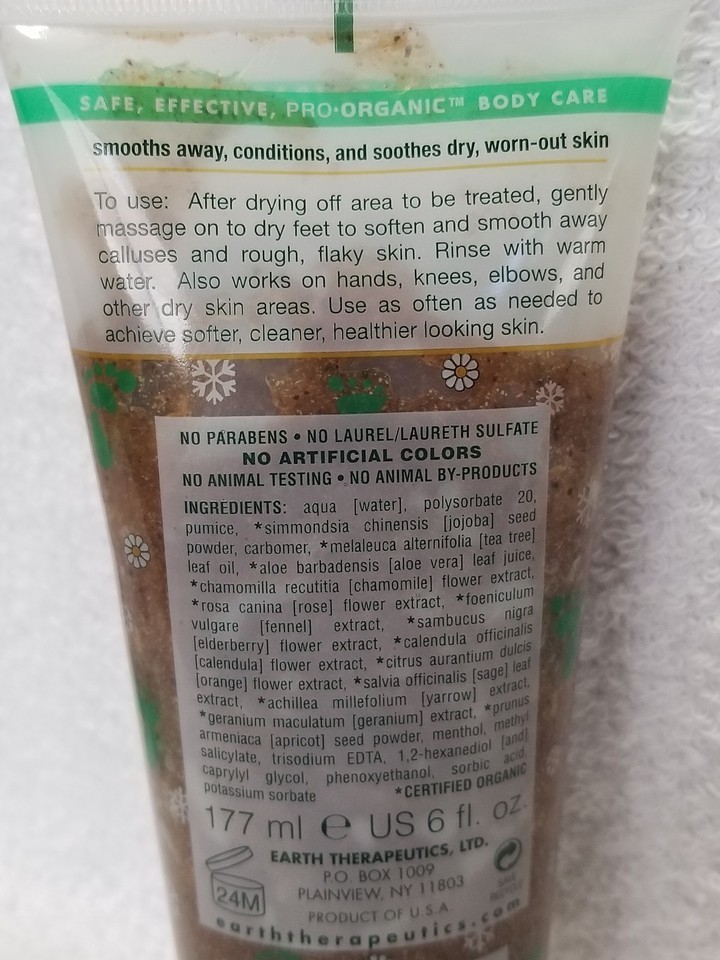 SAFE, EFFECTIVE, PRO•ORGANIC™ BODY CARE
smooths away, conditions, and soothes dry, worn-out skin
To use: After drying off area to be treated, gently
massage on to dry feet to soften and smooth away
calluses and rough, flaky skin. Rinse with warm
water. Also works on hands, knees, elbows, and
other dry skin areas. Use as often as needed to
achieve softer, cleaner, healthier looking skin.
NO PARABENS • NO LAUREL/LAURETH SULFATE
NO ARTIFICIAL COLORS
NO ANIMAL TESTING • NO ANIMAL BY-PRODUCTS
INGREDIENTS: aqua [water], polysorbate 20,
pumice, *simmondsia chinensis [jojoba] seed
powder, carbomer, *melaleuca alternifolia [tea tree]
leaf oil, *aloe barbadensis [aloe vera] leaf juice,
*chamomilla recutitia [chamomile] flower extract,
*rosa canina [rose] flower extract, *foeniculum
vulgare [fennel] extract, *sambucus nigra
[elderberry] flower extract, *calendula officinalis
[calendula] flower extract, *citrus aurantium dulcis
[orange] flower extract, *salvia officinalis [sage] leaf
extract, *achillea millefolium [yarrow] extract,
*geranium maculatum [geranium] extract, *prunus
armeniaca [apricot] seed powder, menthol, methyl
salicylate, trisodium EDTA, 1,2-hexanediol [and]
caprylyl glycol, phenoxyethanol, sorbic acid,
potassium sorbate *CERTIFIED ORGANIC
177 ml e US 6 fl. oz.
EARTH THERAPEUTICS, LTD.
P.O. BOX 1009
PLAINVIEW, NY 11803
24M
PRODUCT OF U.S.A
earththerapeutics.com